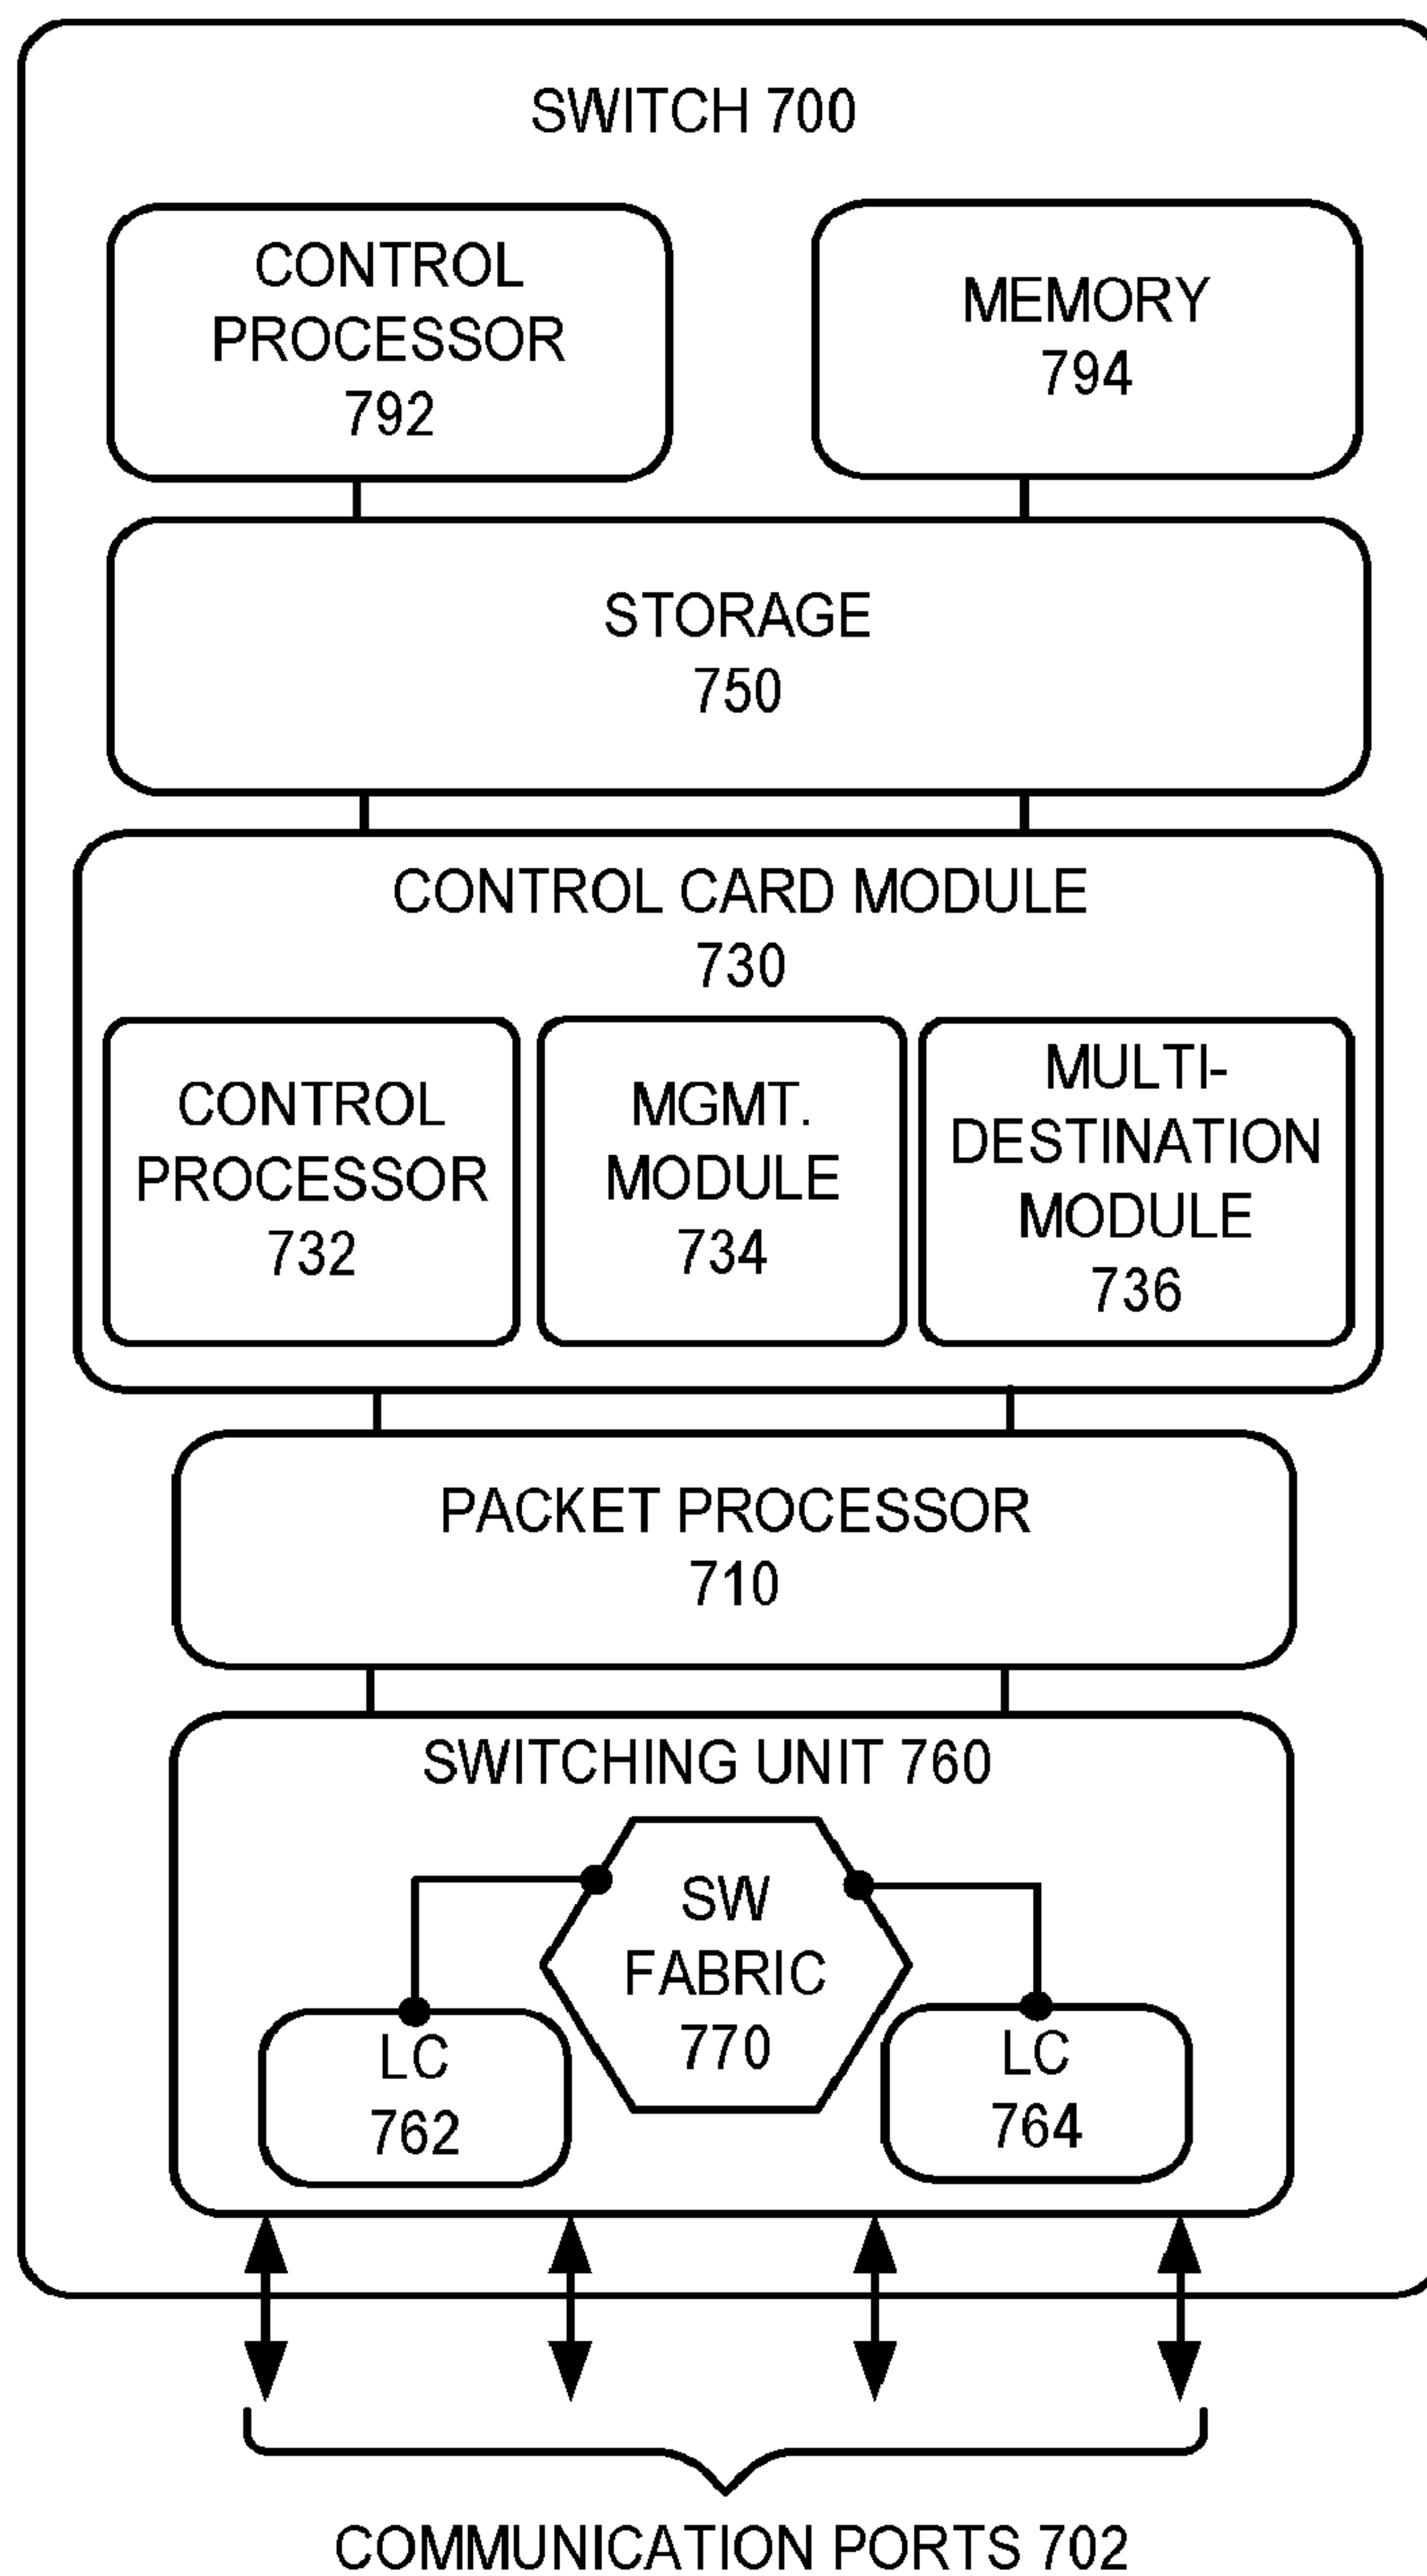 SWITCH 700
CONTROL
PROCESSOR
792
MEMORY
794
STORAGE
750
CONTROL CARD MODULE
730
CONTROL
PROCESSOR
732
MGMT.
MODULE
734
MULTI-
DESTINATION
MODULE
736
PACKET PROCESSOR
710
SWITCHING UNIT 760
SW
FABRIC
770
LC
762
LC
764
COMMUNICATION PORTS 702